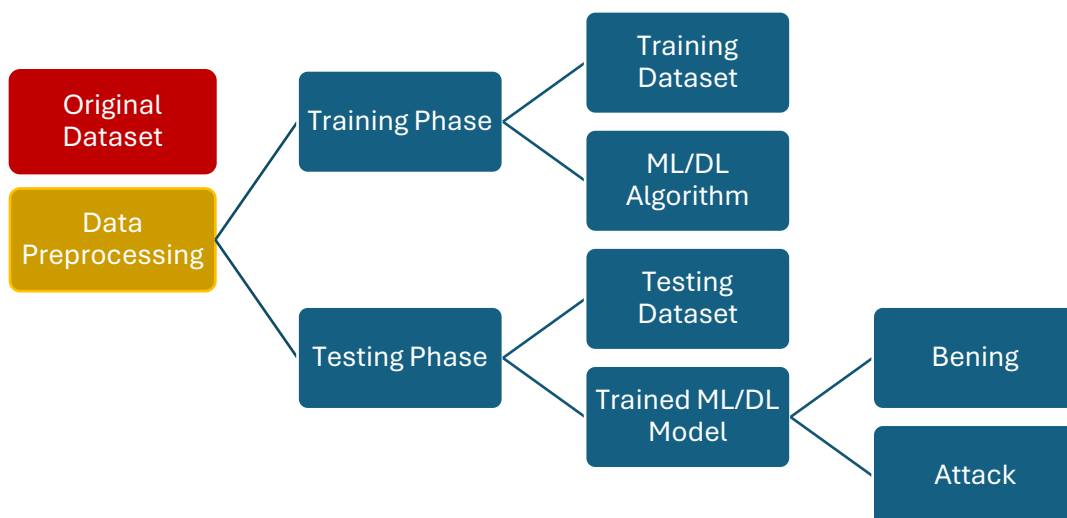 Original
Dataset
Data
Preprocessing
Training Phase
Training
Dataset
ML/DL
Algorithm
Testing Phase
Testing
Dataset
Trained ML/DL
Model
Bening
Attack